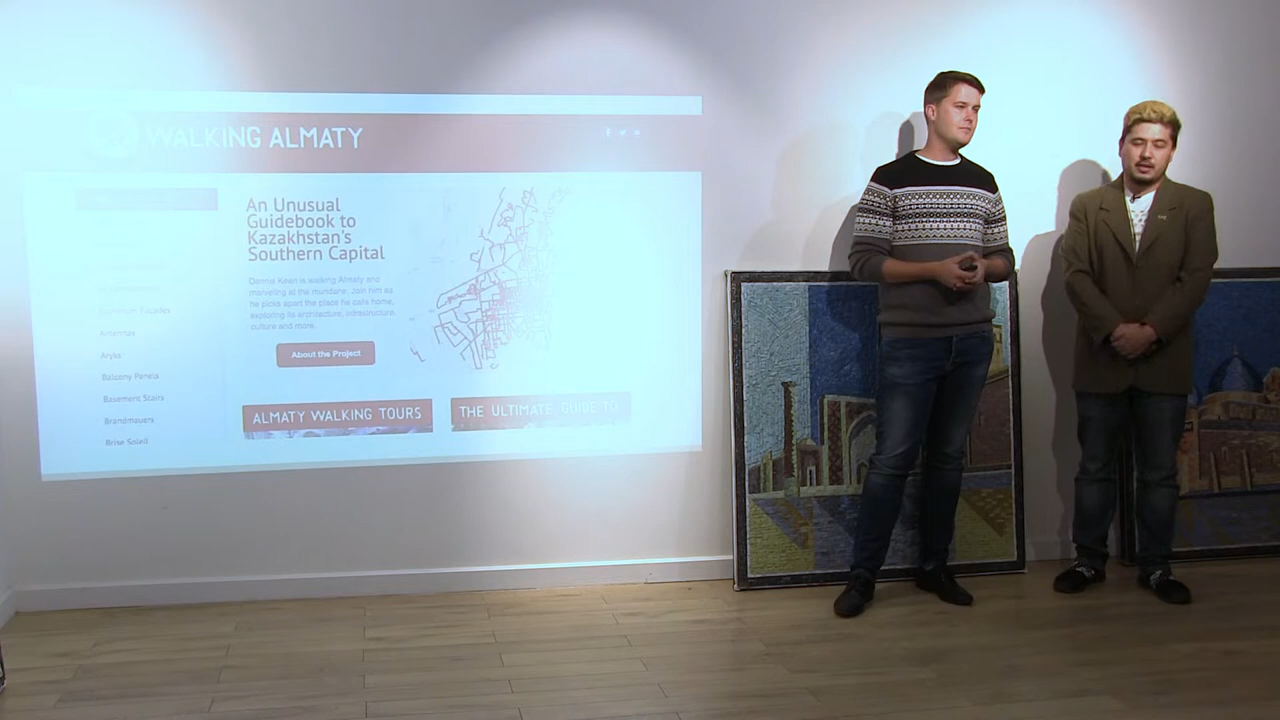 WALKING ALMATY
An Unusual
Guidebook to
Kazakhstan's
Southern Capital
Dennis Keen is walking Almaty and
marveling at the mundane. Join him as
he picks apart the place he calls home,
exploring its architecture, infrastructure,
culture and more.
About the Project
Facades
Antennas
Aryks
Balcony Panels
Basement Stairs
Brandmauers
Brise Soleil
ALMATY WALKING TOURS
THE ULTIMATE GUIDE TO